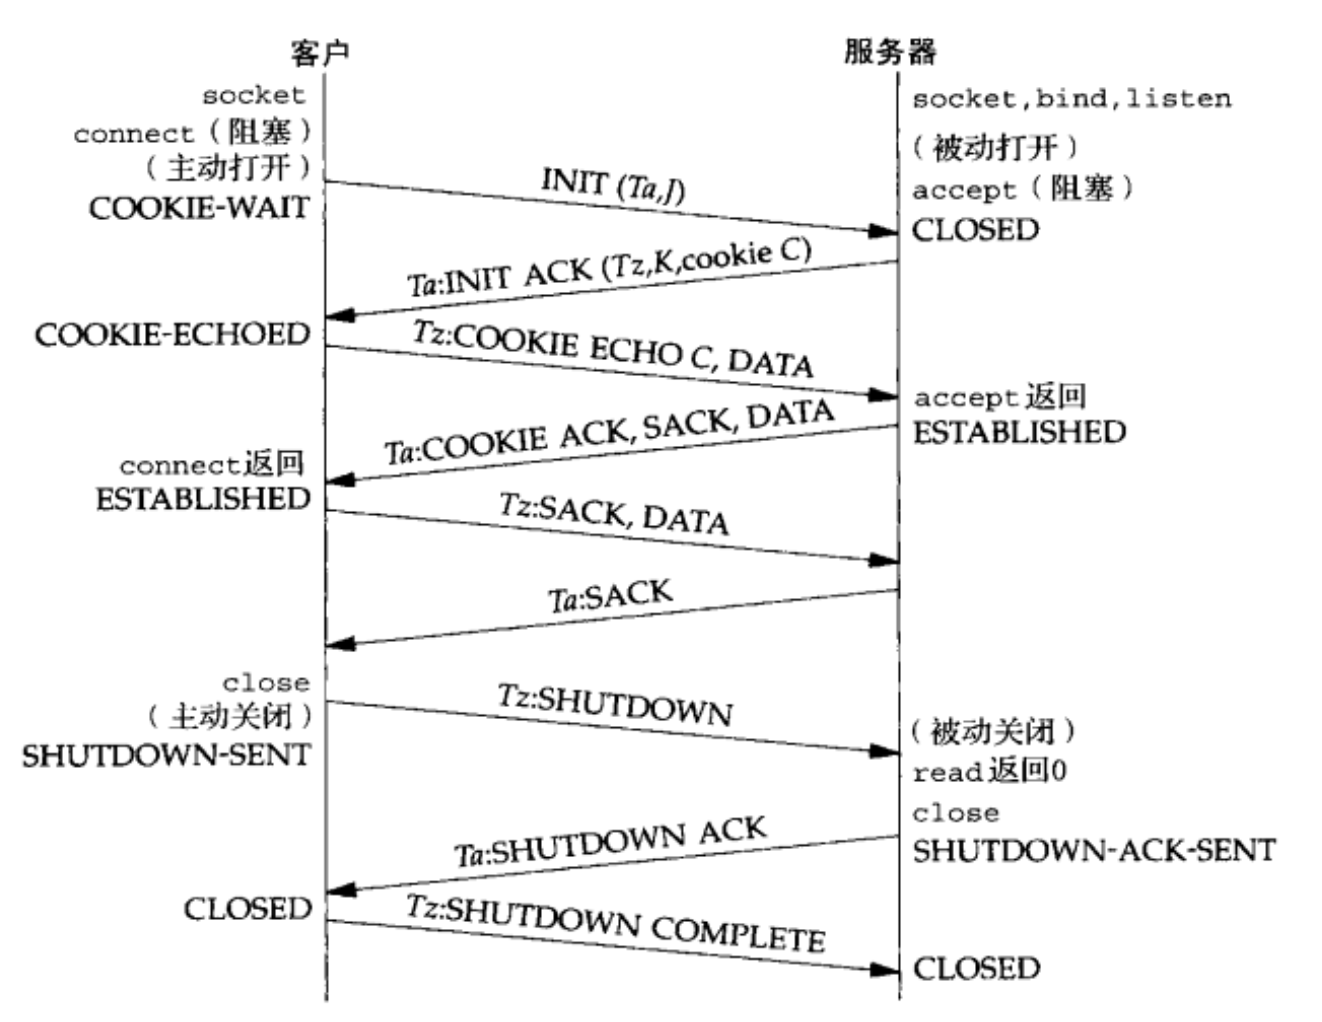 客户
服务器
socket
socket,bind,listen
connect（阻塞）
（被动打开）
（主动打开）
INIT (Ta,J)
accept（阻塞）
COOKIE-WAIT
CLOSED
Ta:INIT ACK (Tz,K,cookie C)
COOKIE-ECHOED
Tz:COOKIE ECHO C, DATA
accept返回
Ta:COOKIE ACK, SACK, DATA
ESTABLISHED
connect返回
ESTABLISHED
Tz:SACK, DATA
Ta:SACK
close
Tz:SHUTDOWN
（主动关闭）
（被动关闭）
SHUTDOWN-SENT
read返回0
close
Ta:SHUTDOWN ACK
SHUTDOWN-ACK-SENT
CLOSED
Tz:SHUTDOWN COMPLETE
CLOSED